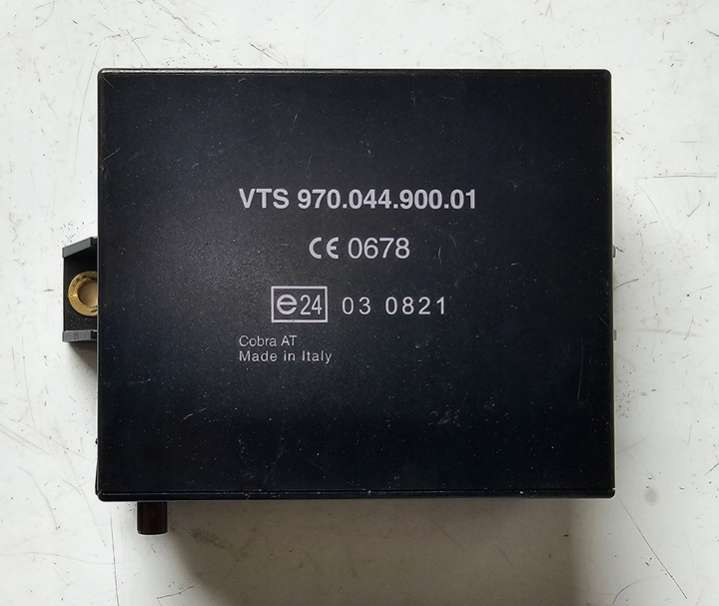 VTS 970.044.900.01
CE 0678
e24 03 0821
Cobra AT
Made in Italy